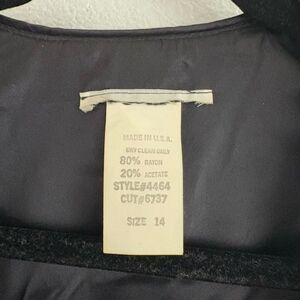 MADE IN U.S.A.
DRY CLEAN ONLY
80% RAYON
20% ACETATE
STYLE#4464
CUT#6737
SIZE 14